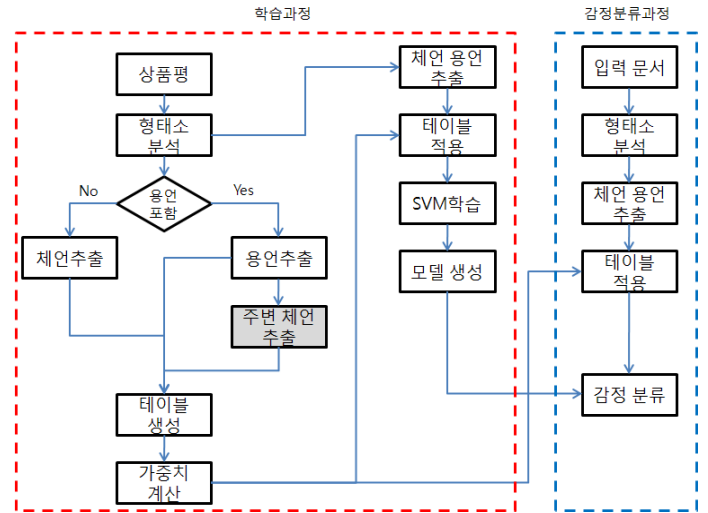 학습과정
감정분류과정
상품평
형태소
분석
용언
포함
No
Yes
체언추출
용언추출
주변 체언
추출
테이블
생성
가중치
계산
체언 용언
추출
테이블
적용
SVM학습
모델 생성
입력 문서
형태소
분석
체언 용언
추출
테이블
적용
감정 분류